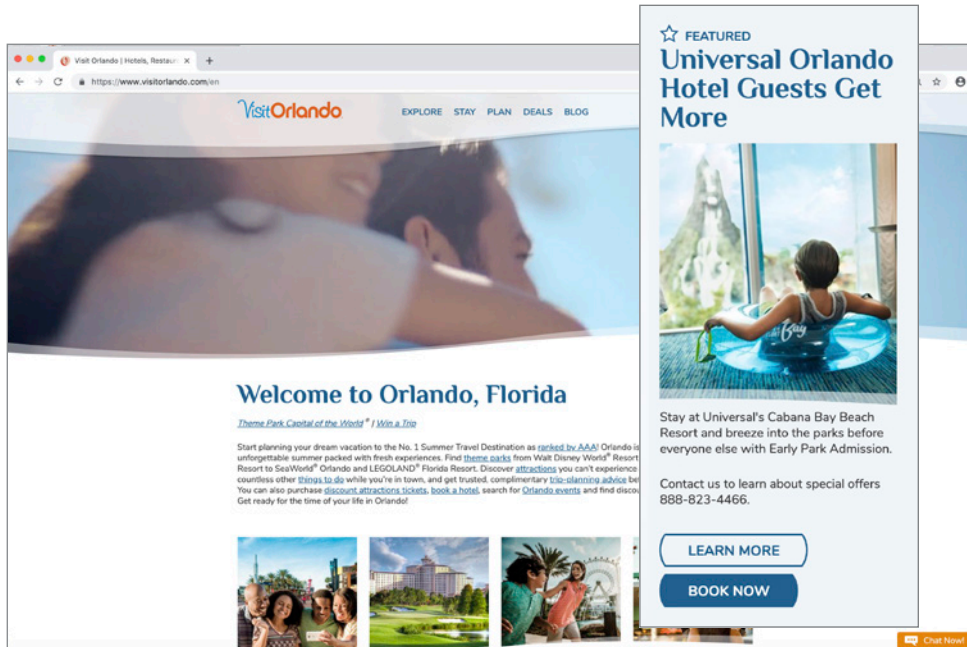 Visit Orlando | Hotels, Restaur
https://www.visitorlando.com/en
VisitOrlando
EXPLORE STAY PLAN DEALS BLOG
Welcome to Orlando, Florida
Theme Park Capital of the World ® | Win a Trip
Start planning your dream vacation to the No. 1 Summer Travel Destination as ranked by AAA! Orlando is
unforgettable summer packed with fresh experiences. Find theme parks from Walt Disney World® Resort
Resort to SeaWorld® Orlando and LEGOLAND® Florida Resort. Discover attractions you can't experience
countless other things to do while you're in town, and get trusted, complimentary trip-planning advice be
You can also purchase discount attractions tickets, book a hotel, search for Orlando events and find discou
Get ready for the time of your life in Orlando!
FEATURED
Universal Orlando
Hotel Guests Get
More
Bay
Stay at Universal's Cabana Bay Beach
Resort and breeze into the parks before
everyone else with Early Park Admission.
Contact us to learn about special offers
888-823-4466.
LEARN MORE
BOOK NOW
Chat Now!